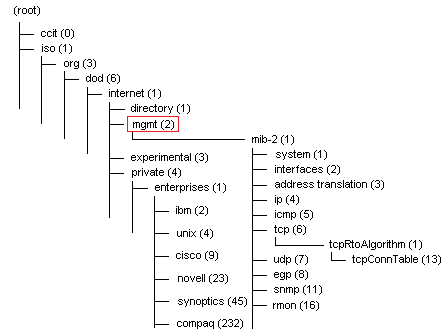 (root)
ccit (0)
iso (1)
org (3)
dod (6)
internet (1)
directory (1)
mgmt (2)
mib-2 (1)
system (1)
experimental (3)
interfaces (2)
private (4)
address translation (3)
enterprises (1)
ip (4)
ibm (2)
icmp (5)
unix (4)
tcp (6)
tcpRtoAlgorithm (1)
cisco (9)
udp (7)
tcpConnTable (13)
novell (23)
egp (8)
snmp (11)
synoptics (45)
rmon (16)
compaq (232)